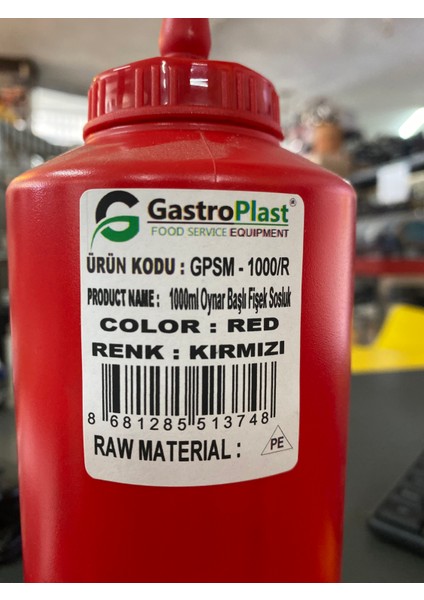 GastroPlast®
FOOD SERVICE EQUIPMENT
ÜRÜN KODU : GPSM - 1000/R
PRODUCT NAME : 1000ml Oynar Başlı Fişek Sosluk
COLOR : RED
RENK : KIRMIZI
8 681285 513748
RAW MATERIAL : PE